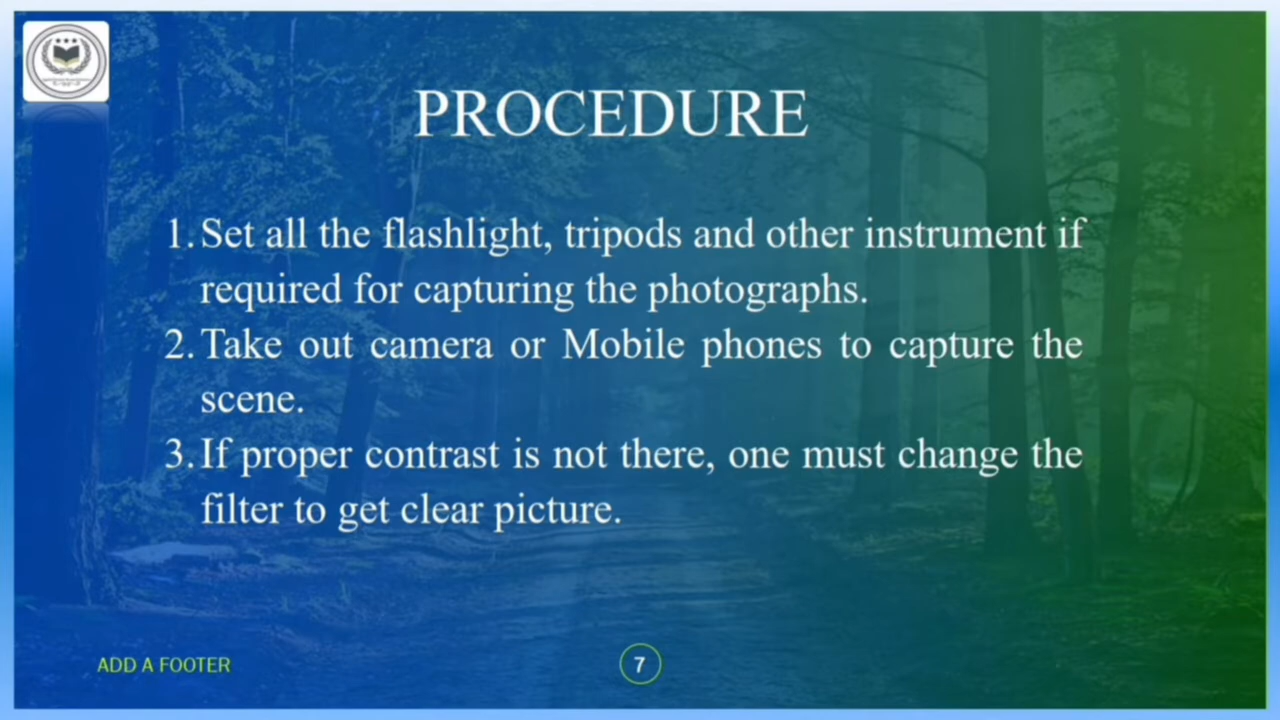 PROCEDURE
1. Set all the flashlight, tripods and other instrument if
required for capturing the photographs.
2. Take out camera or Mobile phones to capture the
scene.
3. If proper contrast is not there, one must change the
filter to get clear picture.
ADD A FOOTER
7